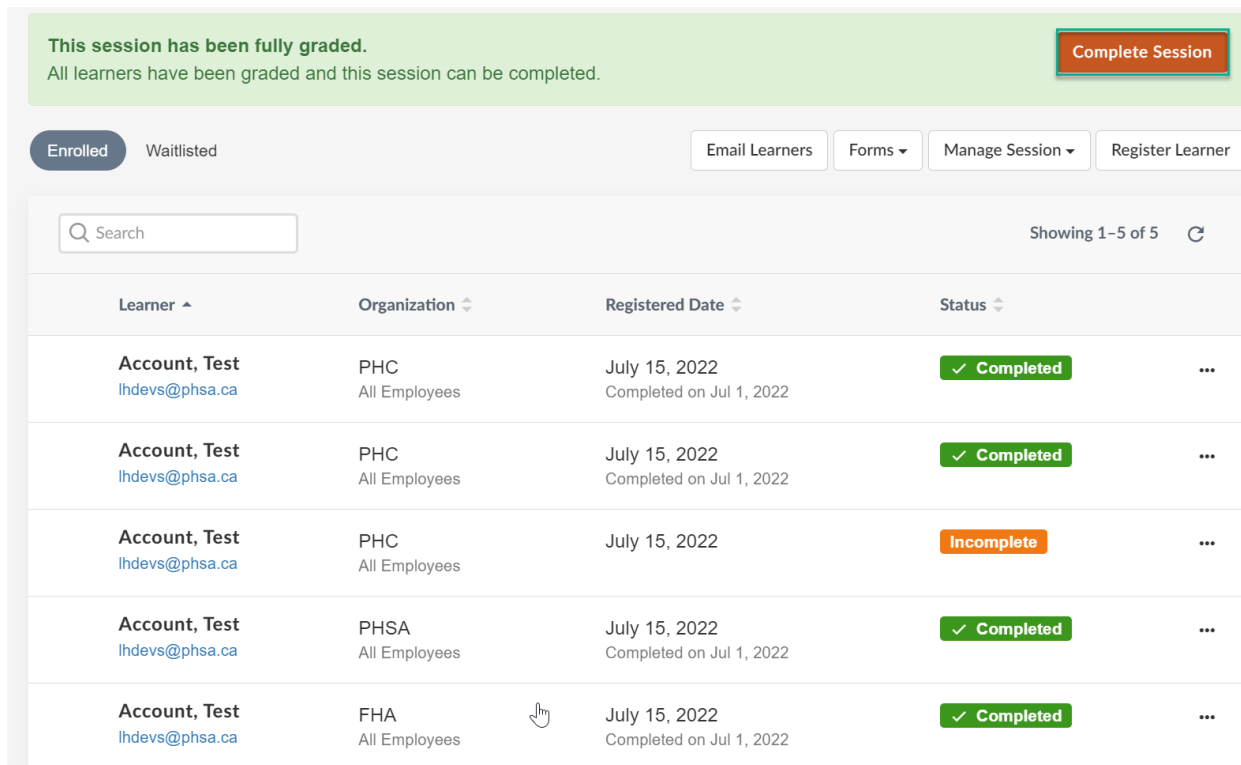 This session has been fully graded.
All learners have been graded and this session can be completed.
Complete Session
Enrolled Waitlisted Email Learners Forms Manage Session Register Learner
Search Showing 1–5 of 5
Learner Organization Registered Date Status
Account, Test PHC July 15, 2022 Completed
lhdevs@phsa.ca All Employees Completed on Jul 1, 2022
Account, Test PHC July 15, 2022 Completed
lhdevs@phsa.ca All Employees Completed on Jul 1, 2022
Account, Test PHC July 15, 2022 Incomplete
lhdevs@phsa.ca All Employees
Account, Test PHSA July 15, 2022 Completed
lhdevs@phsa.ca All Employees Completed on Jul 1, 2022
Account, Test FHA July 15, 2022 Completed
lhdevs@phsa.ca All Employees Completed on Jul 1, 2022